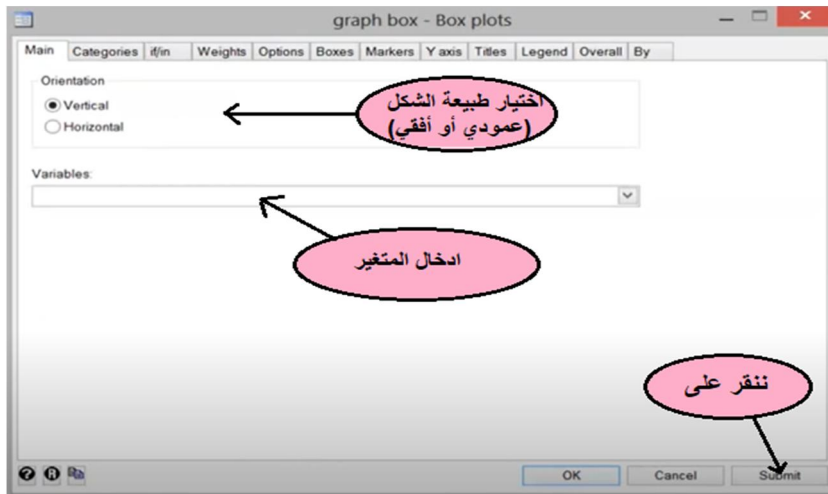 graph box - Box plots
Main Categories if/in Weights Options Boxes Markers Y axis Titles Legend Overall By
Orientation
Vertical
Horizontal
اختيار طبيعة الشكل
(عمودي أو أفقي)
Variables:
ادخال المتغير
ننقر على
OK Cancel Submit